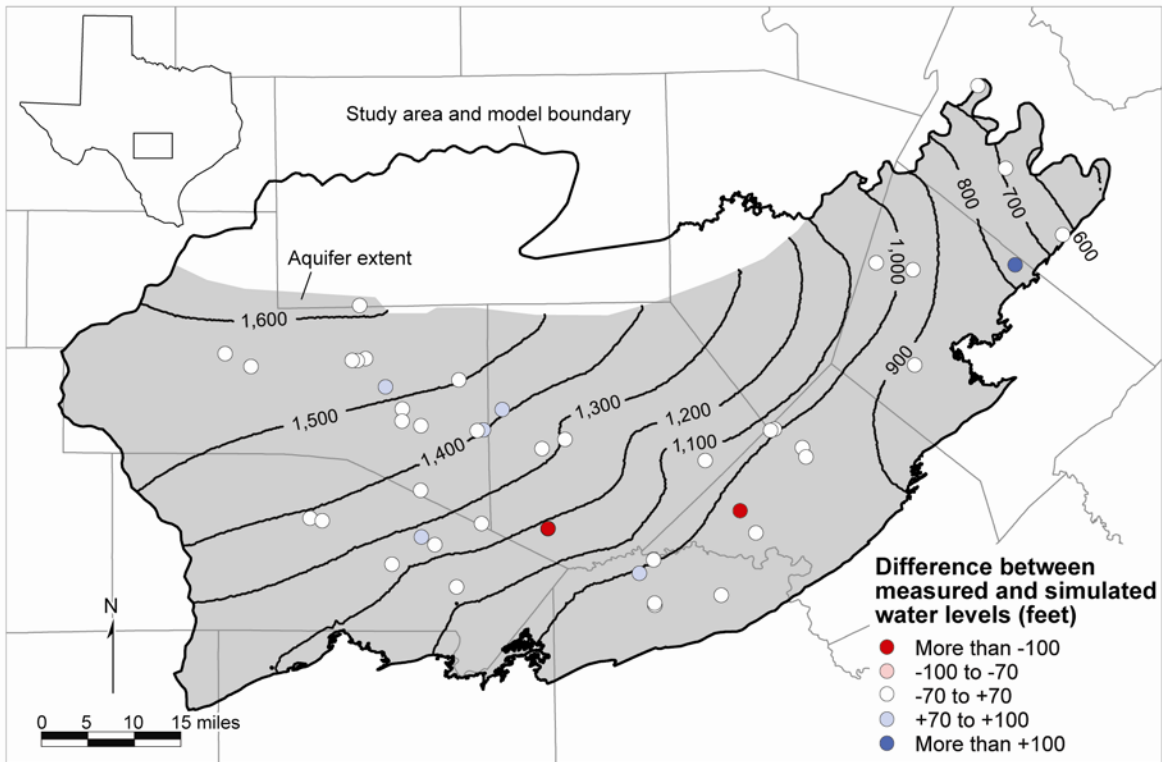 Study area and model boundary
Aquifer extent
1,600
1,500
1,400
1,300
1,200
1,100
1,000
900
800
700
600
N
0 5 10 15 miles
Difference between
measured and simulated
water levels (feet)
More than -100
-100 to -70
-70 to +70
+70 to +100
More than +100